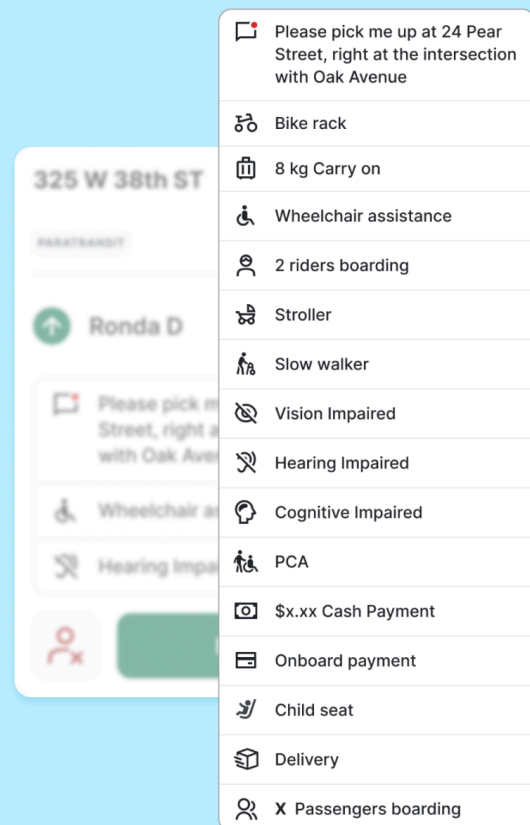 325 W 38th ST
PARATRANSIT
Ronda D
Please pick m
Street, right a
with Oak Aven
Wheelchair as
Hearing Impa
Please pick me up at 24 Pear
Street, right at the intersection
with Oak Avenue
Bike rack
8 kg Carry on
Wheelchair assistance
2 riders boarding
Stroller
Slow walker
Vision Impaired
Hearing Impaired
Cognitive Impaired
PCA
$x.xx Cash Payment
Onboard payment
Child seat
Delivery
X Passengers boarding